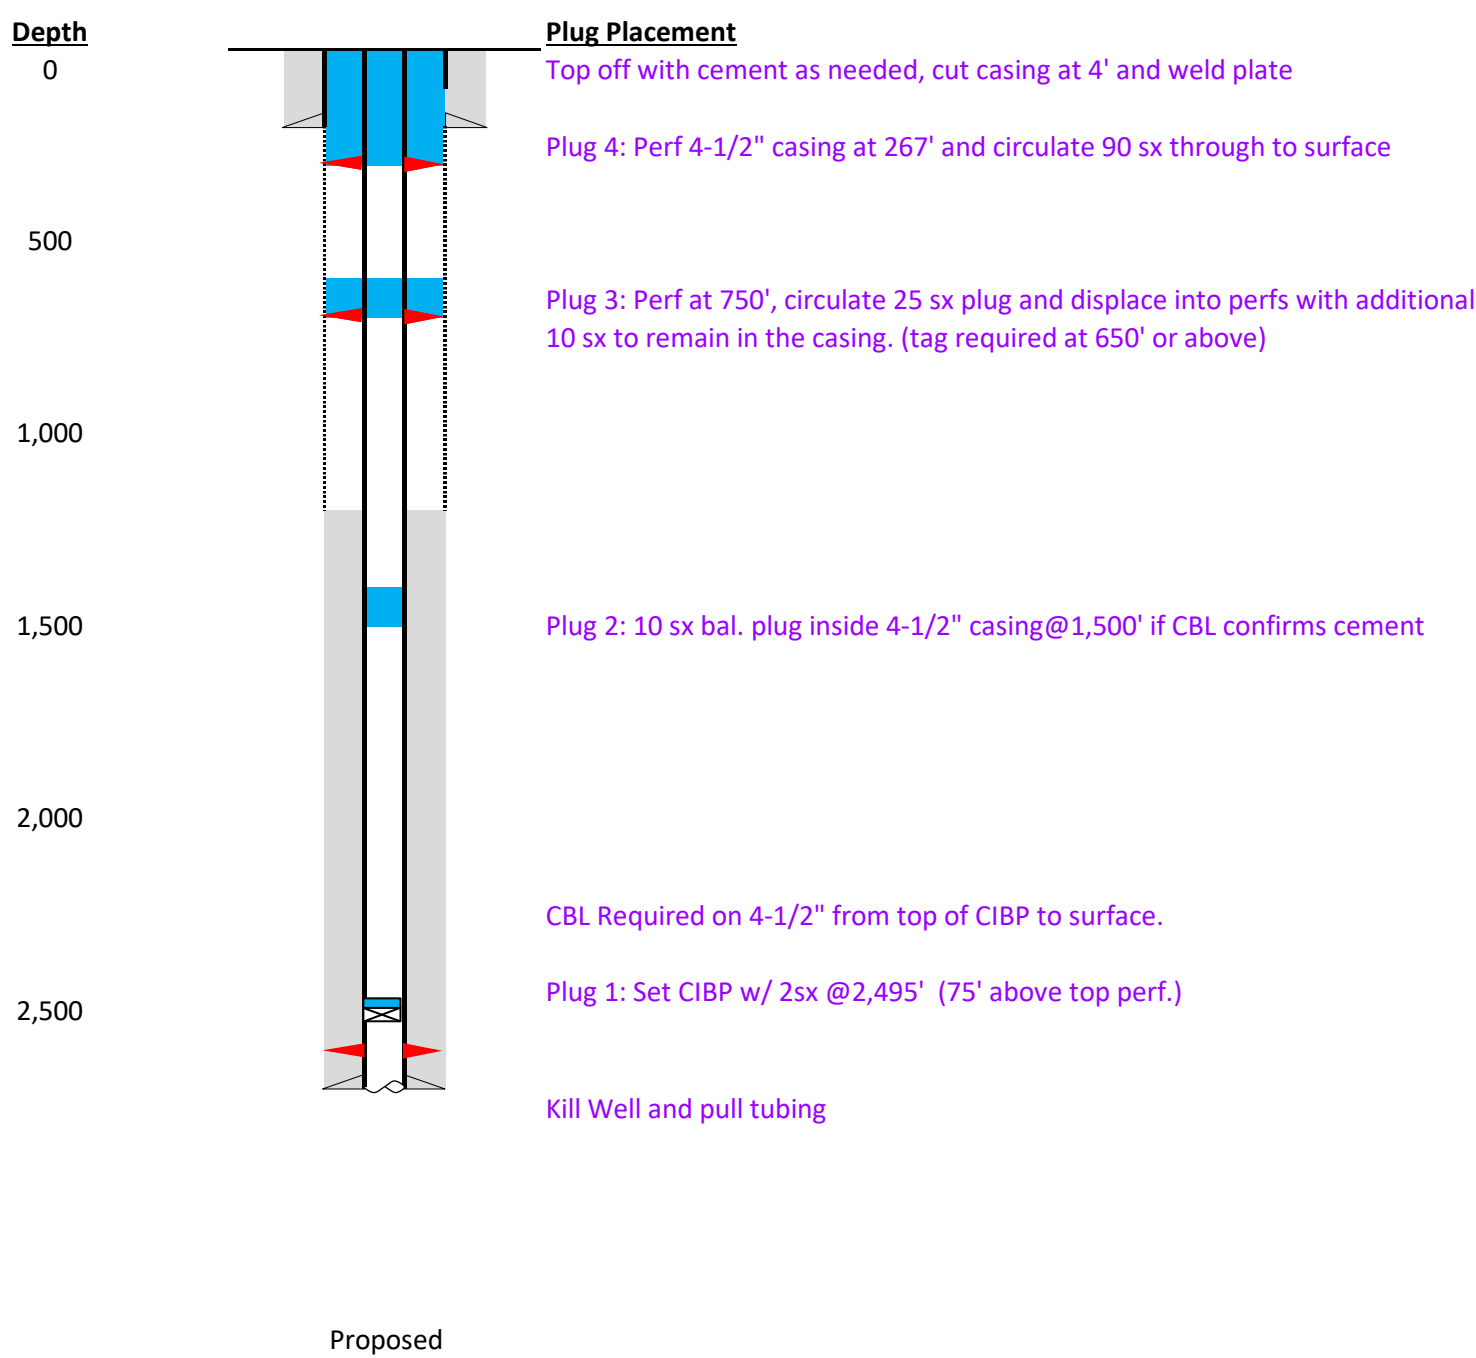 Depth
Plug Placement
0
Top off with cement as needed, cut casing at 4' and weld plate
Plug 4: Perf 4-1/2" casing at 267' and circulate 90 sx through to surface
500
Plug 3: Perf at 750', circulate 25 sx plug and displace into perfs with additional
10 sx to remain in the casing. (tag required at 650' or above)
1,000
1,500
Plug 2: 10 sx bal. plug inside 4-1/2" casing@1,500' if CBL confirms cement
2,000
CBL Required on 4-1/2" from top of CIBP to surface.
Plug 1: Set CIBP w/ 2sx @2,495'  (75' above top perf.)
2,500
Kill Well and pull tubing
Proposed